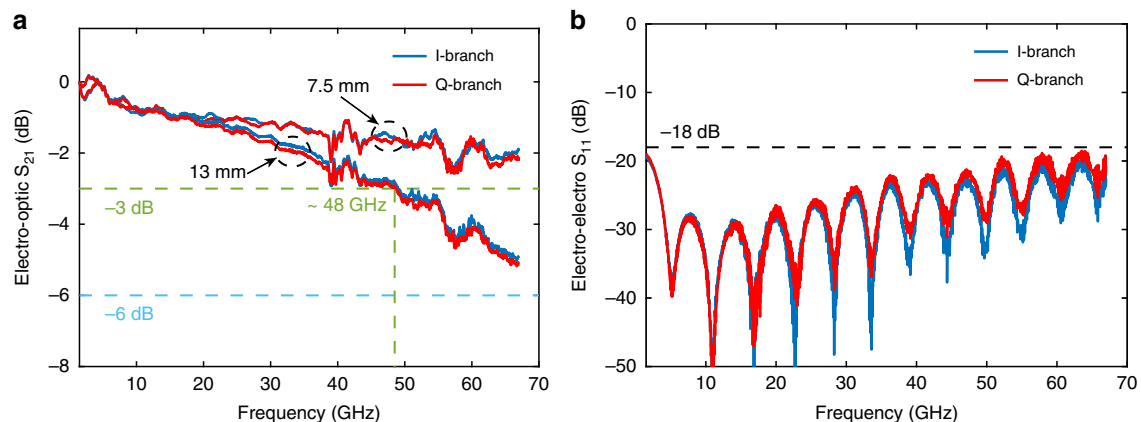 a
Electro-optic S21 (dB)
0
−2
−4
−6
−8
I-branch
Q-branch
7.5 mm
13 mm
−3 dB
~ 48 GHz
−6 dB
10
20
30
40
50
60
70
Frequency (GHz)
b
Electro-electro S11 (dB)
0
−10
−20
−30
−40
−50
I-branch
Q-branch
−18 dB
10
20
30
40
50
60
70
Frequency (GHz)